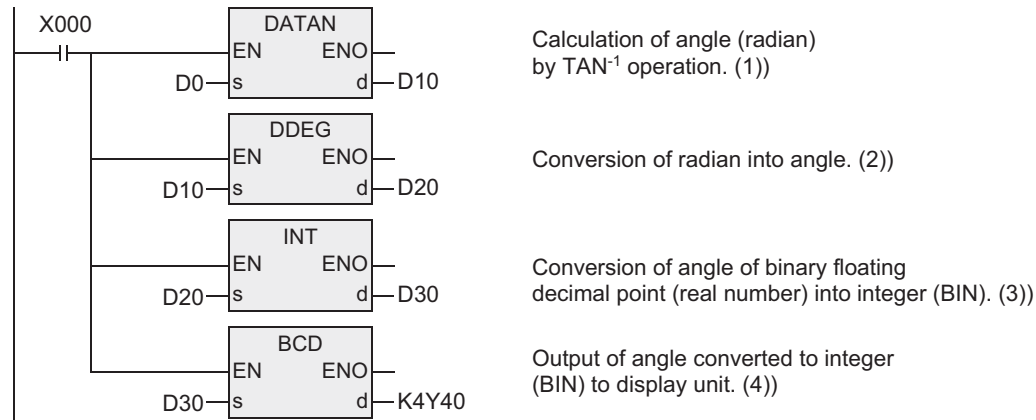 X000
DATAN
EN ENO
D0 s d D10
Calculation of angle (radian)
by TAN-1 operation. (1))
DDEG
EN ENO
D10 s d D20
Conversion of radian into angle. (2))
INT
EN ENO
D20 s d D30
Conversion of angle of binary floating
decimal point (real number) into integer (BIN). (3))
BCD
EN ENO
D30 s d K4Y40
Output of angle converted to integer
(BIN) to display unit. (4))